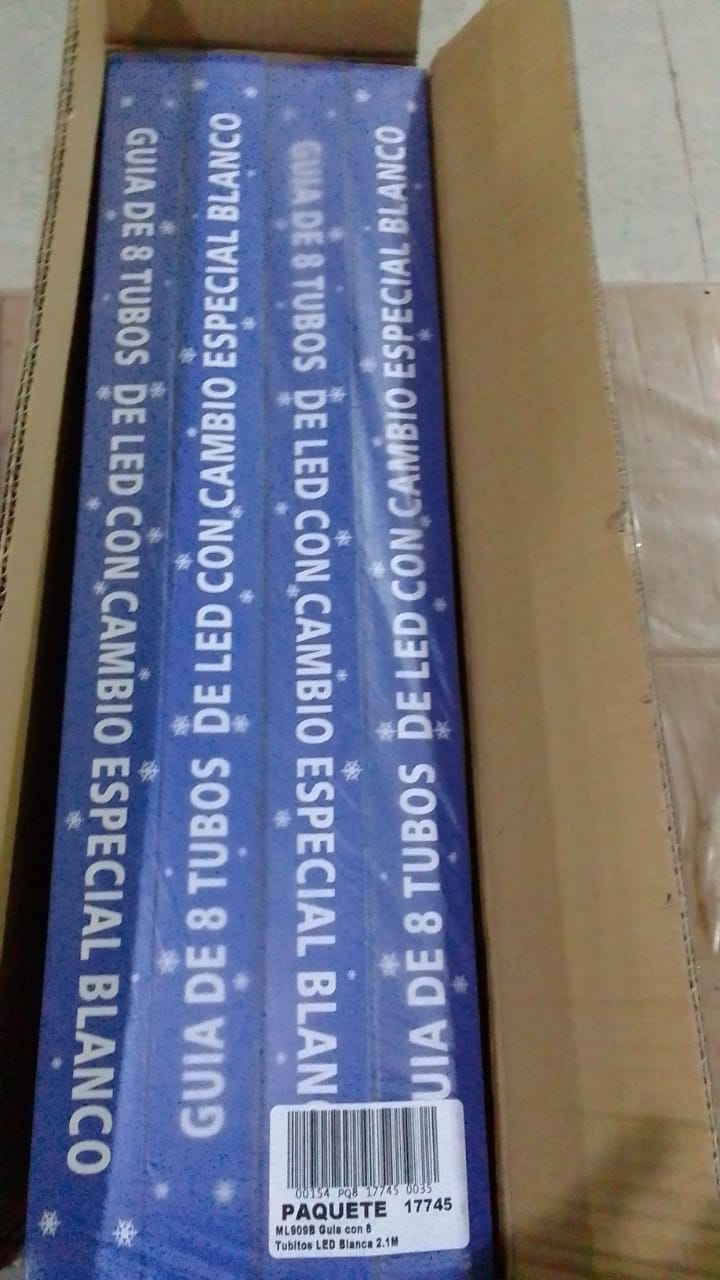 GUIA DE 8 TUBOS DE LED CON CAMBIO ESPECIAL BLANCO
GUIA DE 8 TUBOS DE LED CON CAMBIO ESPECIAL BLANCO
GUIA DE 8 TUBOS DE LED CON CAMBIO ESPECIAL BLAN
UIA DE 8 TUBOS DE LED CON CAMBIO ESPECIAL BLANCO
00154 PQ8 17745 0035
PAQUETE 17745
ML909B Guia con 8
Tubitos LED Blanca 2.1M